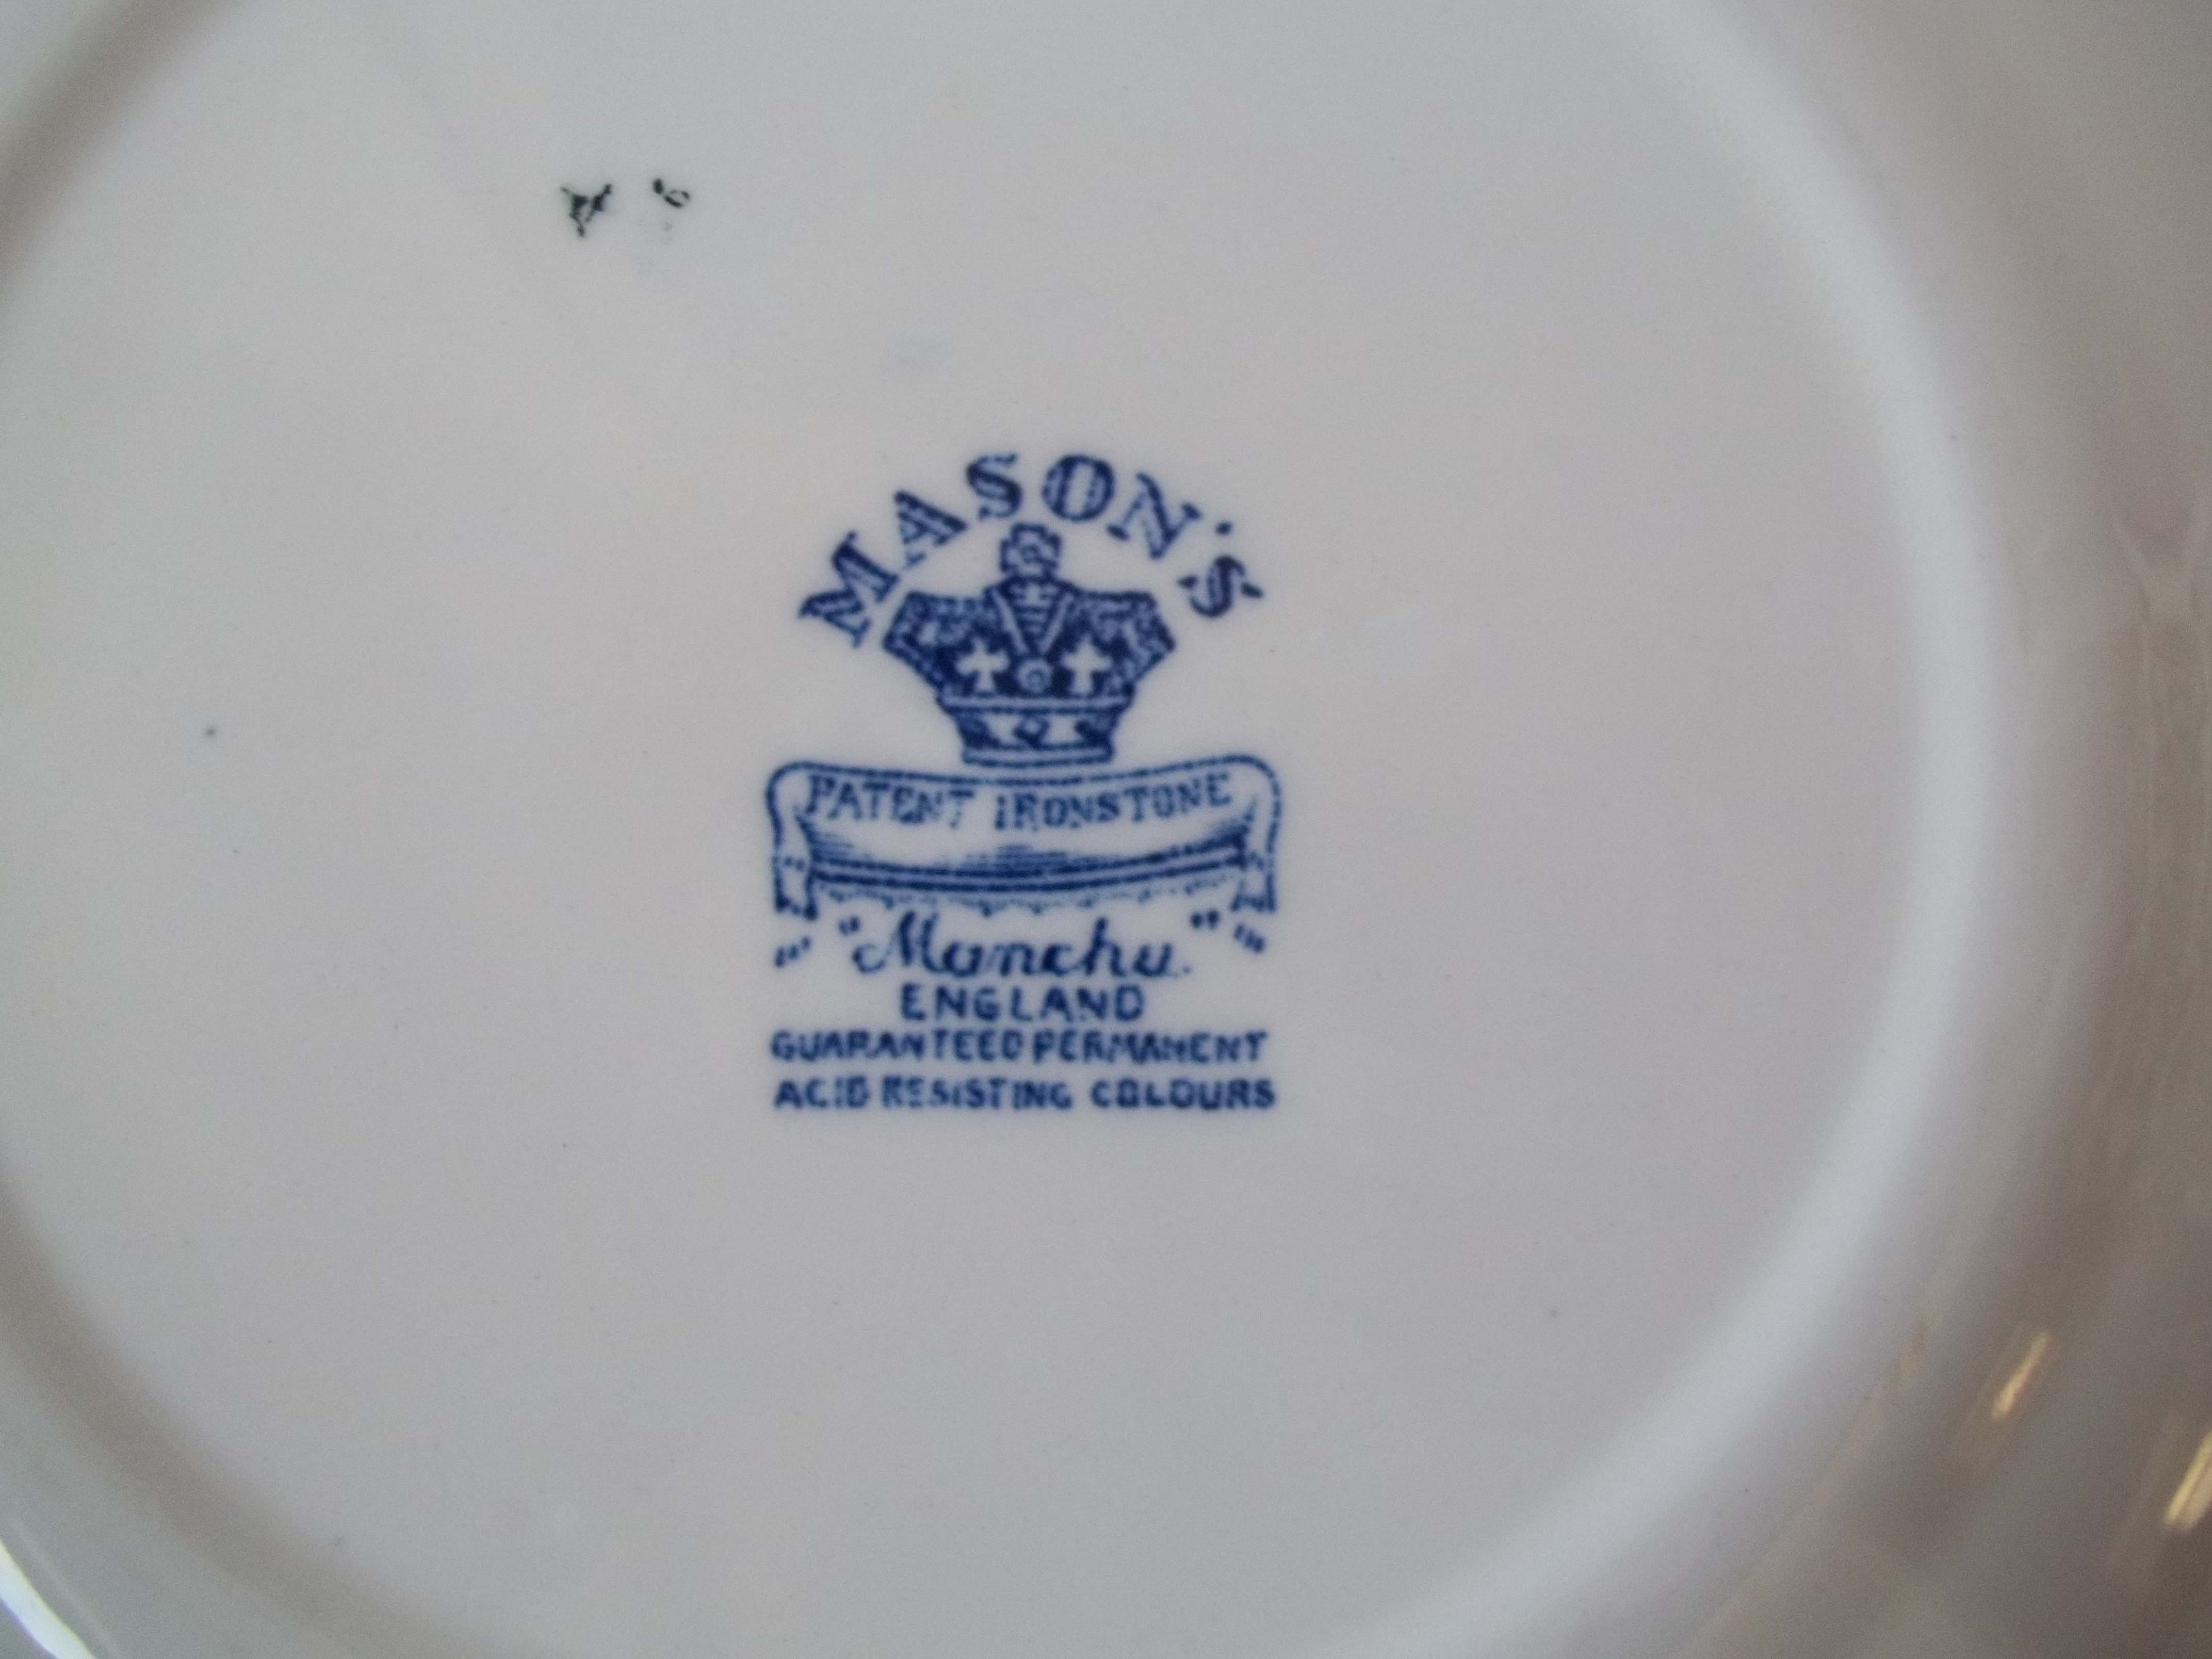 MASON'S
PATENT IRONSTONE
"Manchu."
ENGLAND
GUARANTEED PERMANENT
ACID RESISTING COLOURS